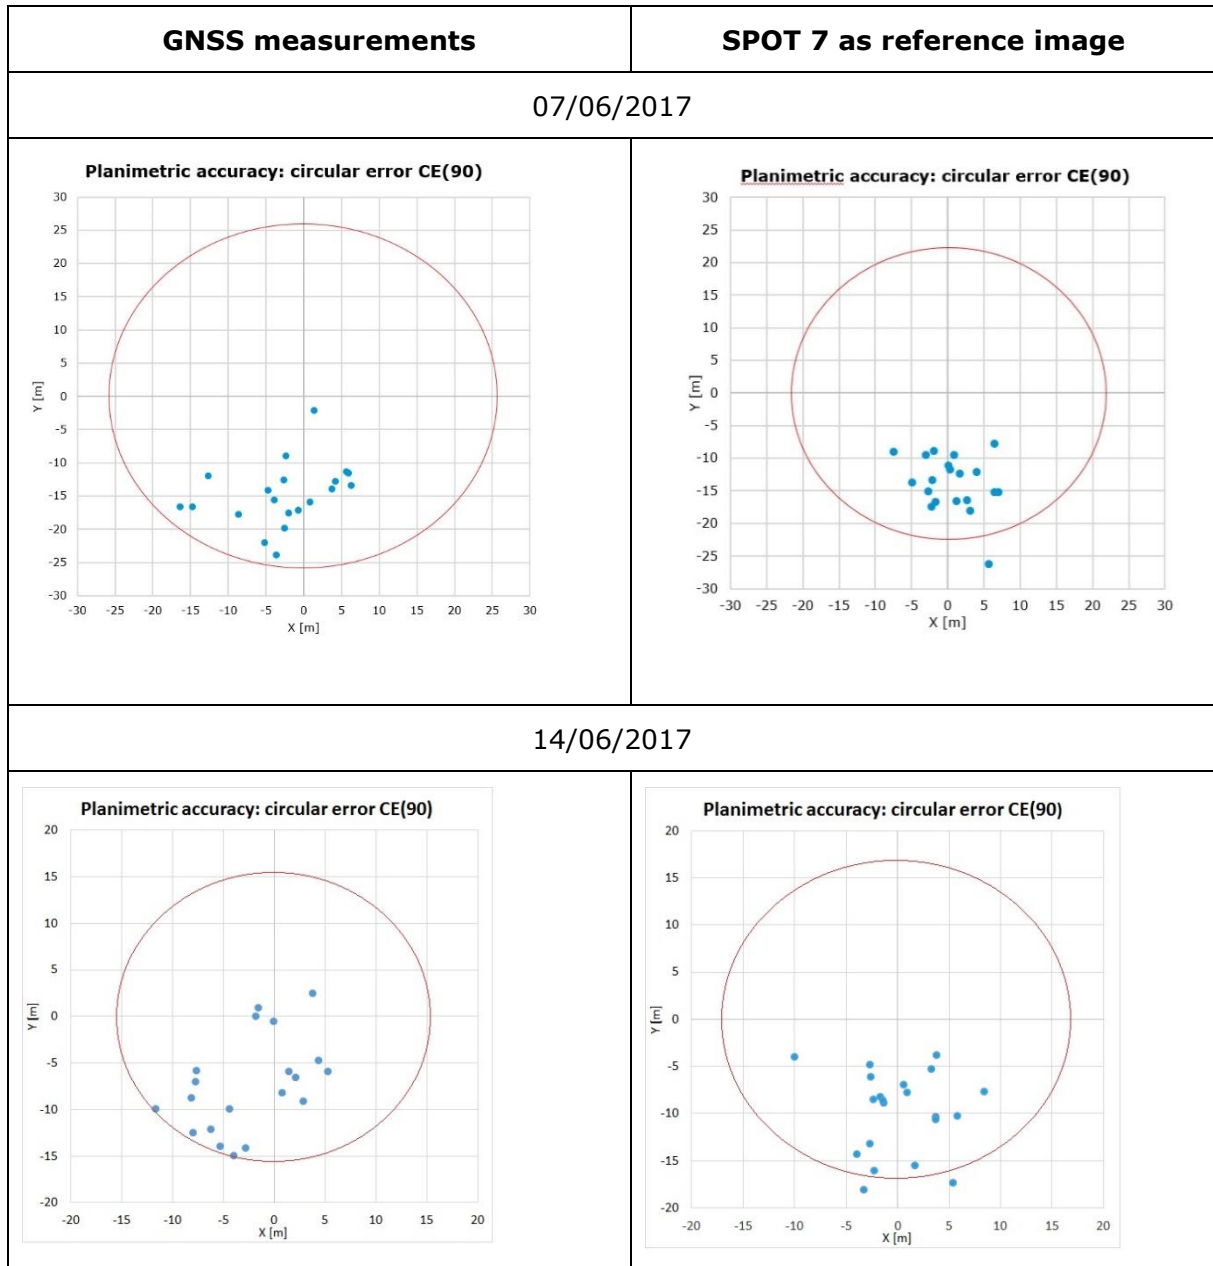 GNSS measurements
SPOT 7 as reference image
07/06/2017
Planimetric accuracy: circular error CE(90)
30
25
20
15
10
5
0
-5
-10
-15
-20
-25
-30
Y [m]
-30 -25 -20 -15 -10 -5 0 5 10 15 20 25 30
X [m]
Planimetric accuracy: circular error CE(90)
30
25
20
15
10
5
0
-5
-10
-15
-20
-25
-30
Y [m]
-30 -25 -20 -15 -10 -5 0 5 10 15 20 25 30
X [m]
14/06/2017
Planimetric accuracy: circular error CE(90)
20
15
10
5
0
-5
-10
-15
-20
Y [m]
-20 -15 -10 -5 0 5 10 15 20
X [m]
Planimetric accuracy: circular error CE(90)
20
15
10
5
0
-5
-10
-15
-20
Y [m]
-20 -15 -10 -5 0 5 10 15 20
X [m]